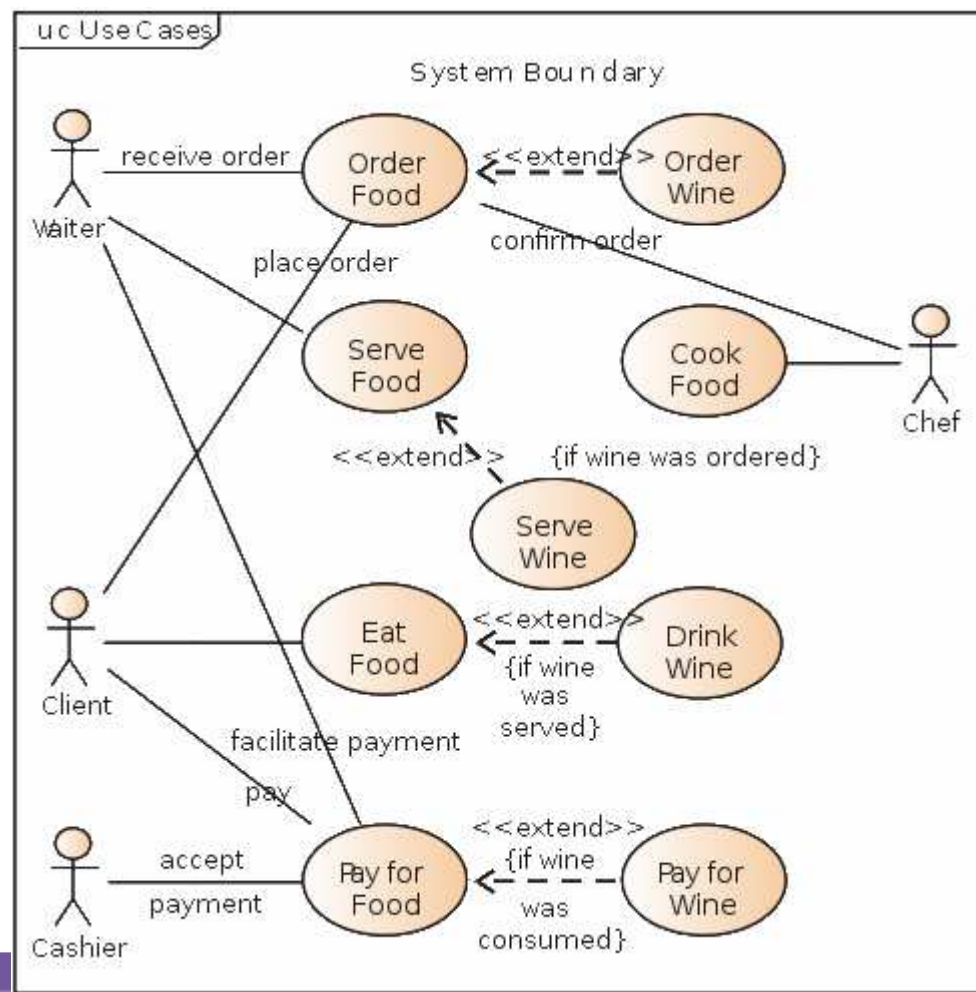 uc UseCases
System Boundary
receive order
Order
Food
<<extend>>
Order
Wine
Waiter
confirm order
place order
Serve
Food
Cook
Food
Chef
<<extend>>
{if wine was ordered}
Serve
Wine
Eat
Food
<<extend>>
{if wine
was
served}
Drink
Wine
Client
facilitate payment
pay
<<extend>>
accept
payment
Pay for
Food
{if wine
was
consumed}
Pay for
Wine
Cashier